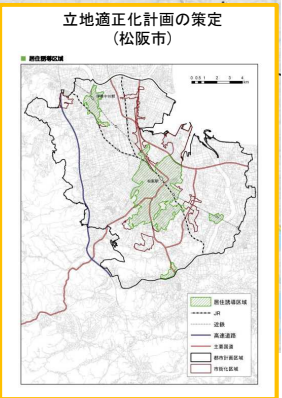 立地適正化計画の策定
(松阪市)
■ 居住誘導区域
居住誘導区域
JR
近鉄
高速道路
主要国道
都市計画区域
市街化区域